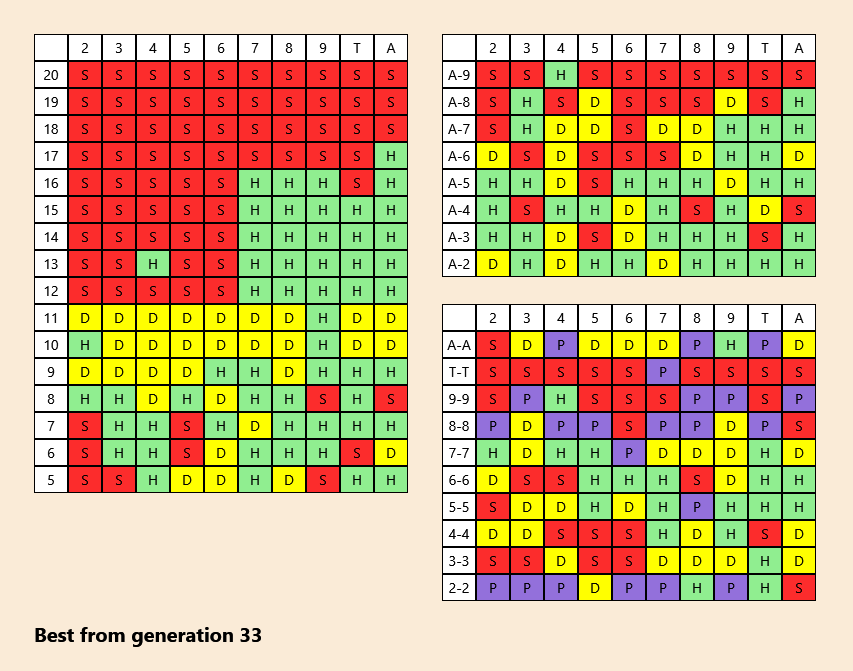 2 3 4 5 6 7 8 9 T A
20 S S S S S S S S S S
19 S S S S S S S S S S
18 S S S S S S S S S S
17 S S S S S S S S S H
16 S S S S S H H H S H
15 S S S S S H H H H H
14 S S S S S H H H H H
13 S S H S S H H H H H
12 S S S S S H H H H H
11 D D D D D D D H D D
10 H D D D D D D H D D
9 D D D D H H D H H H
8 H H D H D H H S H S
7 S H H S H D H H H H
6 S H H S D H H H S D
5 S S H D D H D S H H
2 3 4 5 6 7 8 9 T A
A-9 S S H S S S S S S S
A-8 S H S D S S S D S H
A-7 S H D D S D D H H H
A-6 D S D S S S D H H D
A-5 H H D S H H H D H H
A-4 H S H H D H S H D S
A-3 H H D S D H H H S H
A-2 D H D H H D H H H H
2 3 4 5 6 7 8 9 T A
A-A S D P D D D P H P D
T-T S S S S S P S S S S
9-9 S P H S S S P P S P
8-8 P D P P S P P D P S
7-7 H D H H P D D D H D
6-6 D S S H H H S D H H
5-5 S D D H D H P H H H
4-4 D D S S S H D H S D
3-3 S S D S S D D D H D
2-2 P P P D P P H P H S
Best from generation 33